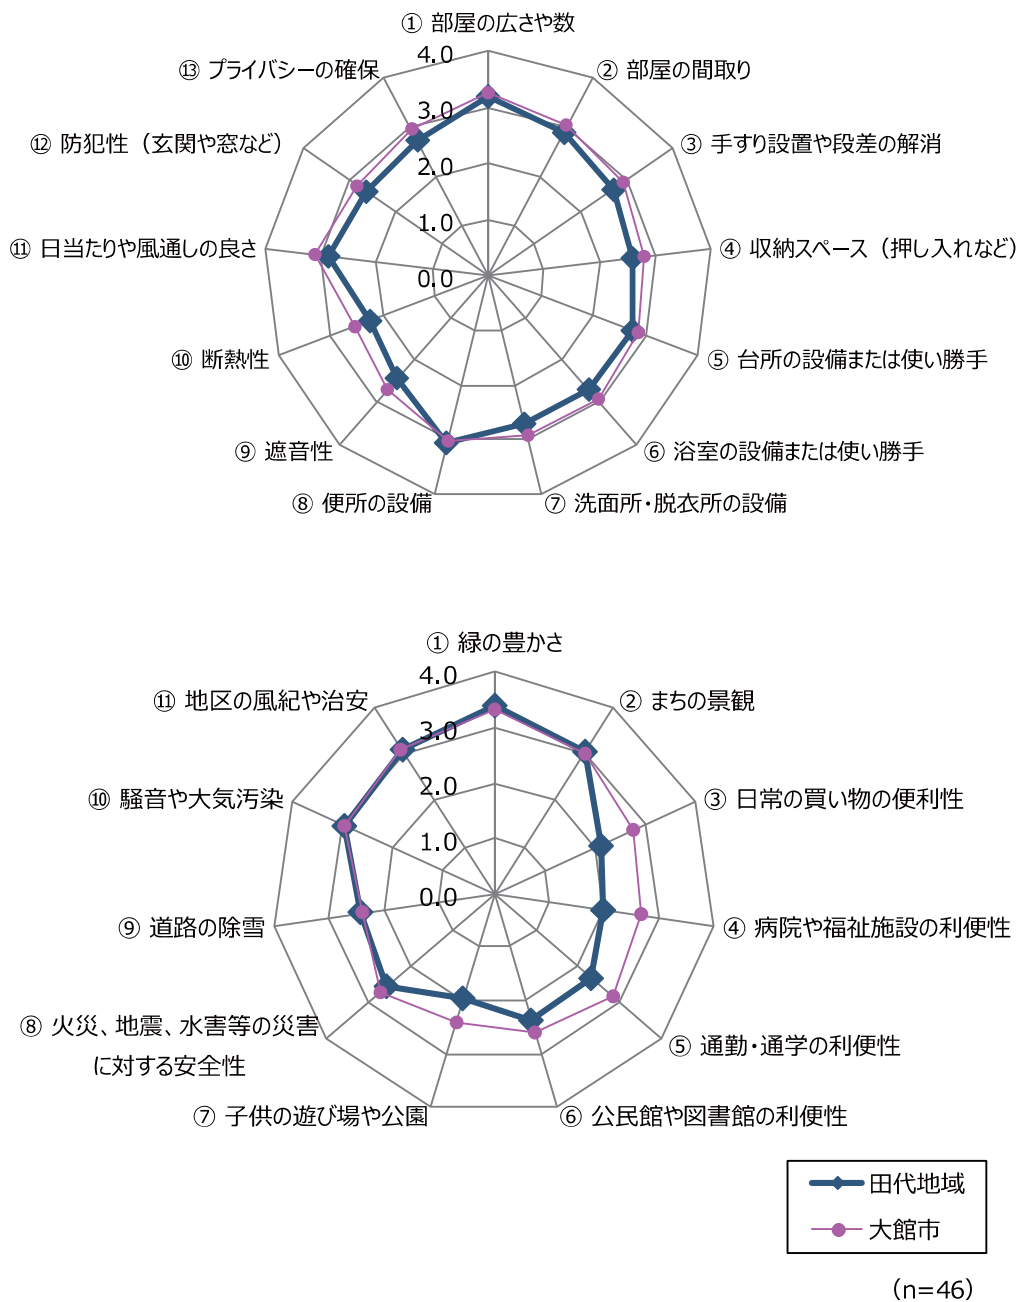 ① 部屋の広さや数
② 部屋の間取り
③ 手すり設置や段差の解消
④ 収納スペース（押し入れなど）
⑤ 台所の設備または使い勝手
⑥ 浴室の設備または使い勝手
⑦ 洗面所・脱衣所の設備
⑧ 便所の設備
⑨ 遮音性
⑩ 断熱性
⑪ 日当たりや風通しの良さ
⑫ 防犯性（玄関や窓など）
⑬ プライバシーの確保
4.0
3.0
2.0
1.0
0.0
① 緑の豊かさ
② まちの景観
③ 日常の買い物の便利性
④ 病院や福祉施設の利便性
⑤ 通勤・通学の利便性
⑥ 公民館や図書館の利便性
⑦ 子供の遊び場や公園
⑧ 火災、地震、水害等の災害
に対する安全性
⑨ 道路の除雪
⑩ 騒音や大気汚染
⑪ 地区の風紀や治安
4.0
3.0
2.0
1.0
0.0
田代地域
大館市
（n=46）